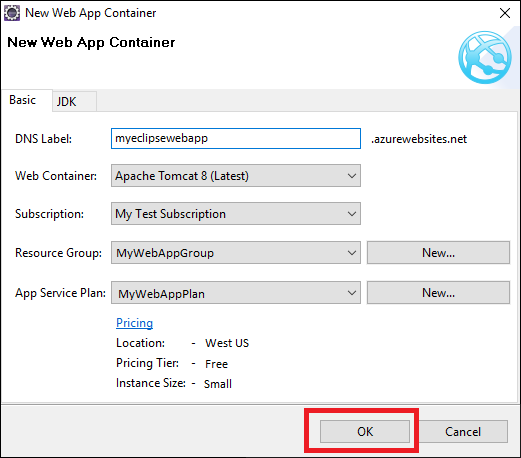 New Web App Container
New Web App Container
Basic JDK
DNS Label: myeclipsewebapp .azurewebsites.net
Web Container: Apache Tomcat 8 (Latest)
Subscription: My Test Subscription
Resource Group: MyWebAppGroup New...
App Service Plan: MyWebAppPlan New...
Pricing
Location: - West US
Pricing Tier: - Free
Instance Size: - Small
OK Cancel